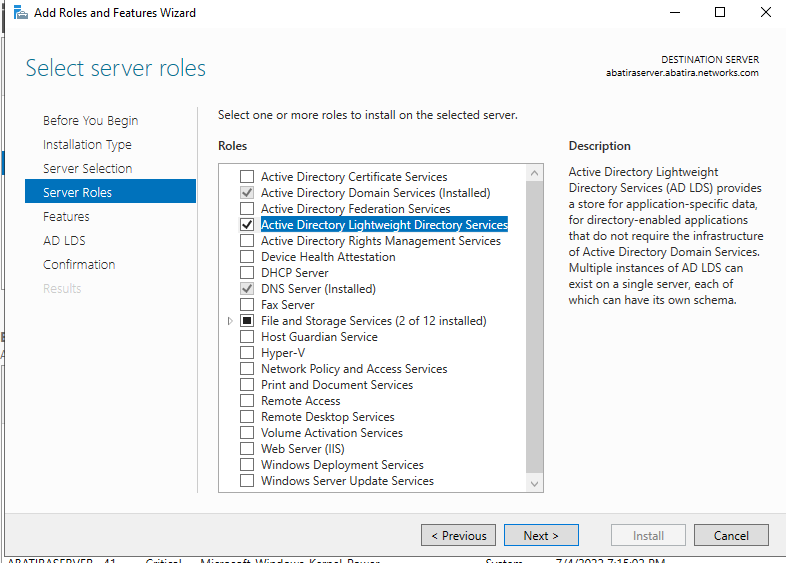 Add Roles and Features Wizard
Select server roles
DESTINATION SERVER
abatiraserver.abatira.networks.com
Before You Begin
Installation Type
Server Selection
Server Roles
Features
AD LDS
Confirmation
Results
Select one or more roles to install on the selected server.
Roles
Active Directory Certificate Services
Active Directory Domain Services (Installed)
Active Directory Federation Services
Active Directory Lightweight Directory Services
Active Directory Rights Management Services
Device Health Attestation
DHCP Server
DNS Server (Installed)
Fax Server
File and Storage Services (2 of 12 installed)
Host Guardian Service
Hyper-V
Network Policy and Access Services
Print and Document Services
Remote Access
Remote Desktop Services
Volume Activation Services
Web Server (IIS)
Windows Deployment Services
Windows Server Update Services
Description
Active Directory Lightweight
Directory Services (AD LDS) provides
a store for application-specific data,
for directory-enabled applications
that do not require the infrastructure
of Active Directory Domain Services.
Multiple instances of AD LDS can
exist on a single server, each of
which can have its own schema.
< Previous
Next >
Install
Cancel
ABATIRASERVER 41 Critical Microsoft-Windows-Kernel-Power System 7/4/2022 7:15:02 PM